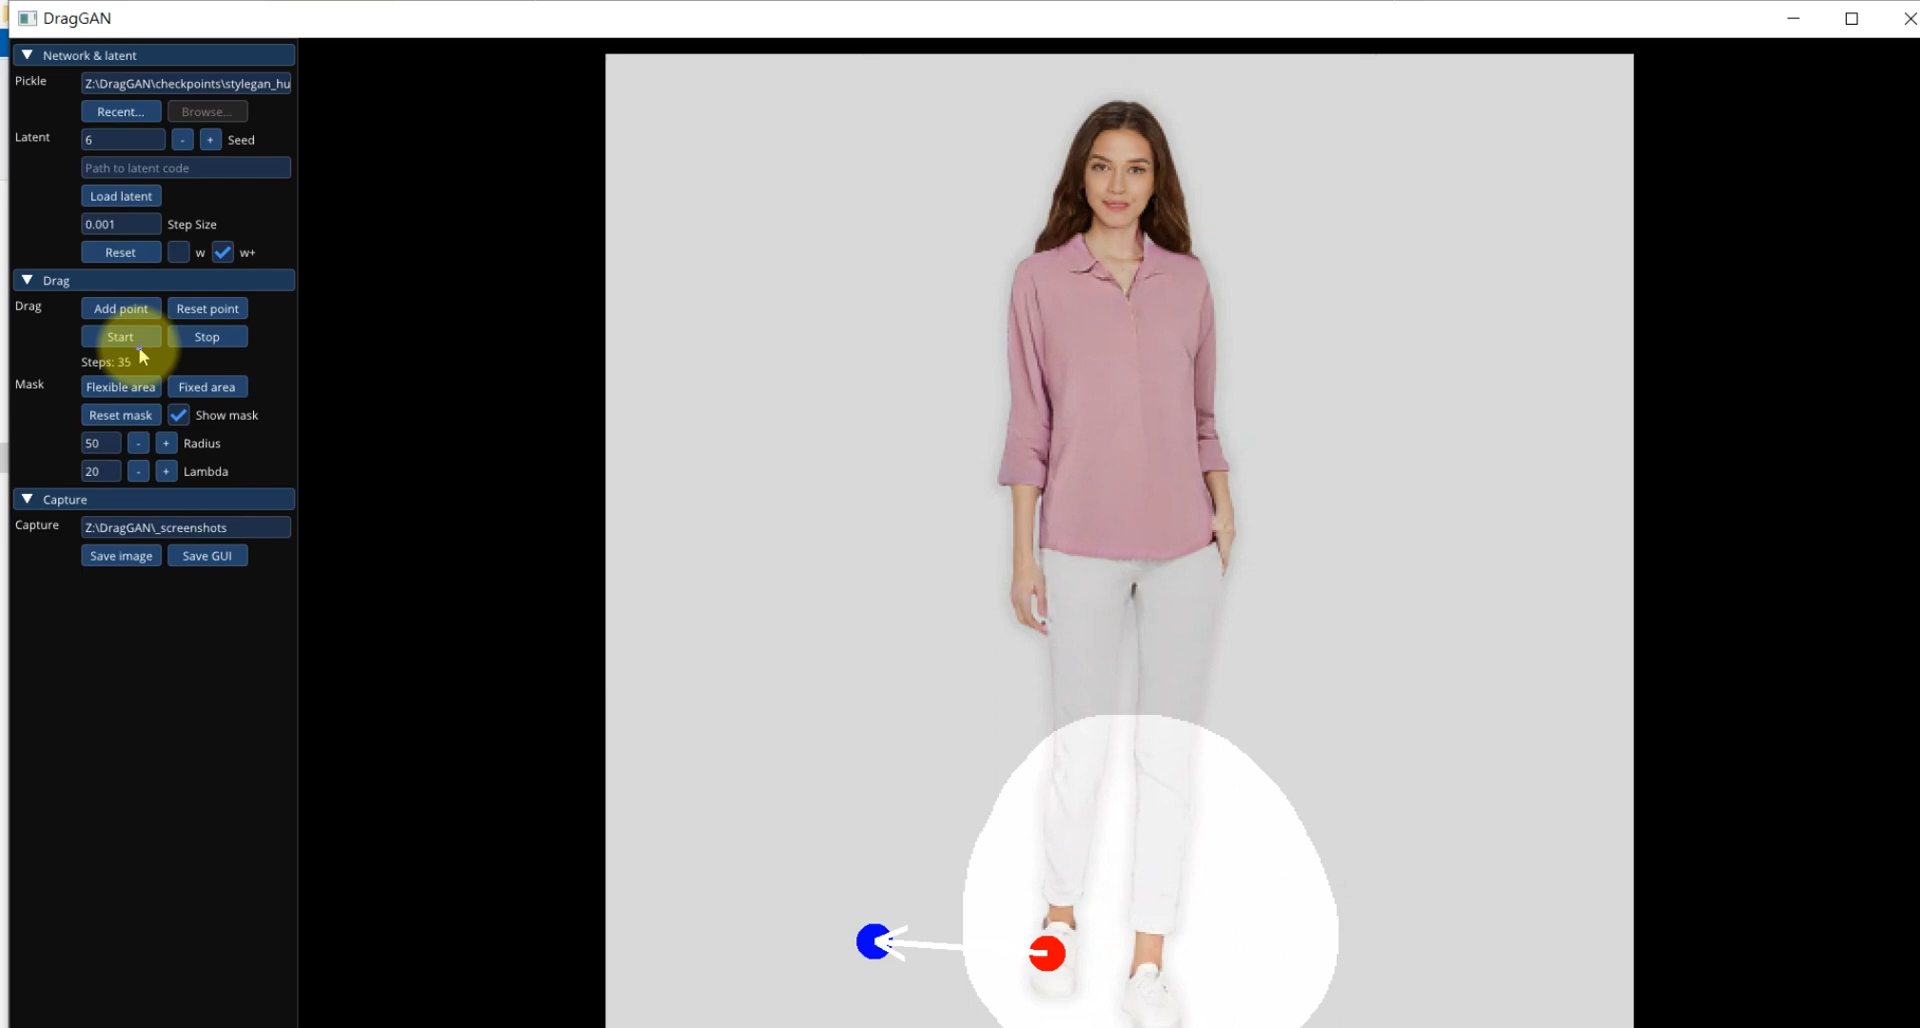 DragGAN
Network & latent
Pickle Z:\DragGAN\checkpoints\stylegan_hu
Recent... Browse...
Latent 6 - + Seed
Path to latent code
Load latent
0.001 Step Size
Reset w w+
Drag
Drag Add point Reset point
Start Stop
Steps: 35
Mask Flexible area Fixed area
Reset mask Show mask
50 - + Radius
20 - + Lambda
Capture
Capture Z:\DragGAN\_screenshots
Save image Save GUI